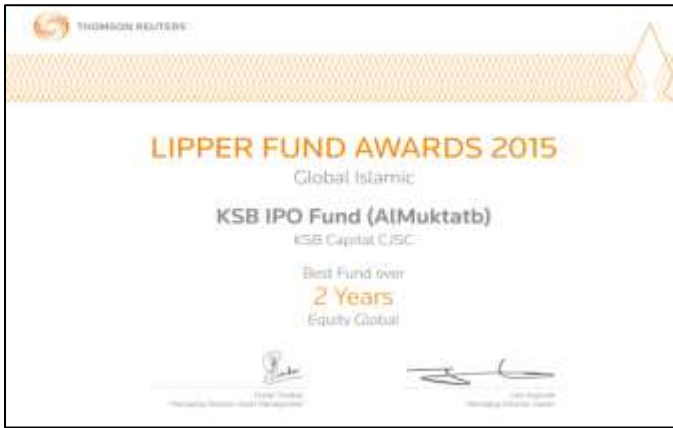 THOMSON REUTERS
LIPPER FUND AWARDS 2015
Global Islamic
KSB IPO Fund (AlMuktatb)
KSB Capital CJSC
Best Fund over
2 Years
Equity Global